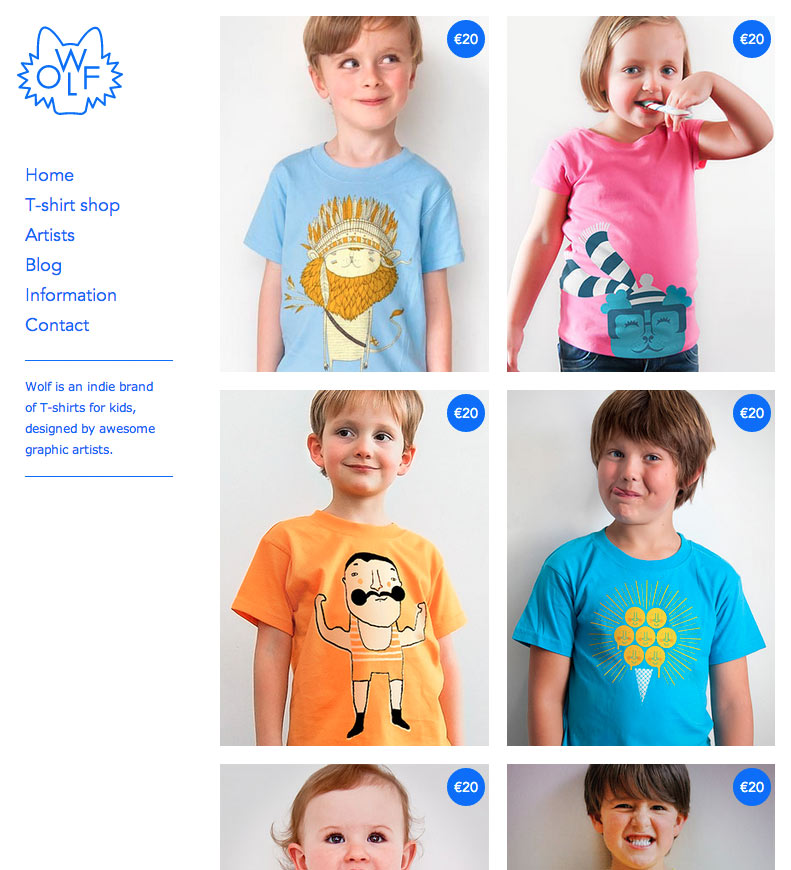 WOLF
Home
T-shirt shop
Artists
Blog
Information
Contact
Wolf is an indie brand
of T-shirts for kids,
designed by awesome
graphic artists.
€20
€20
€20
€20
€20
€20